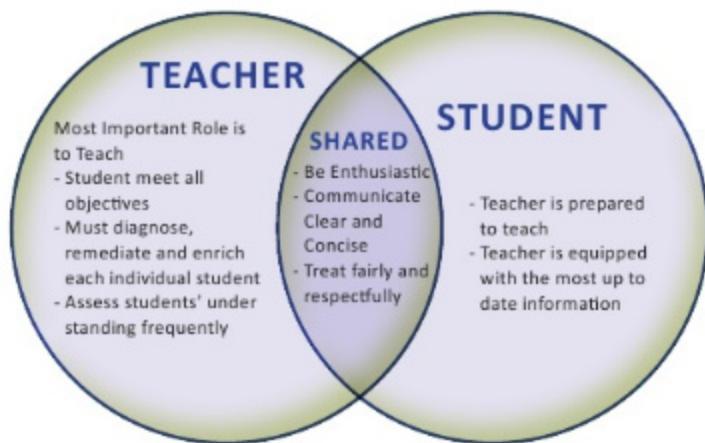 TEACHER
Most Important Role is
to Teach
- Student meet all
objectives
- Must diagnose,
remediate and enrich
each individual student
- Assess students' under
standing frequently
SHARED
- Be Enthusiastic
- Communicate
Clear and
Concise
- Treat fairly and
respectfully
STUDENT
- Teacher is prepared
to teach
- Teacher is equipped
with the most up to
date information